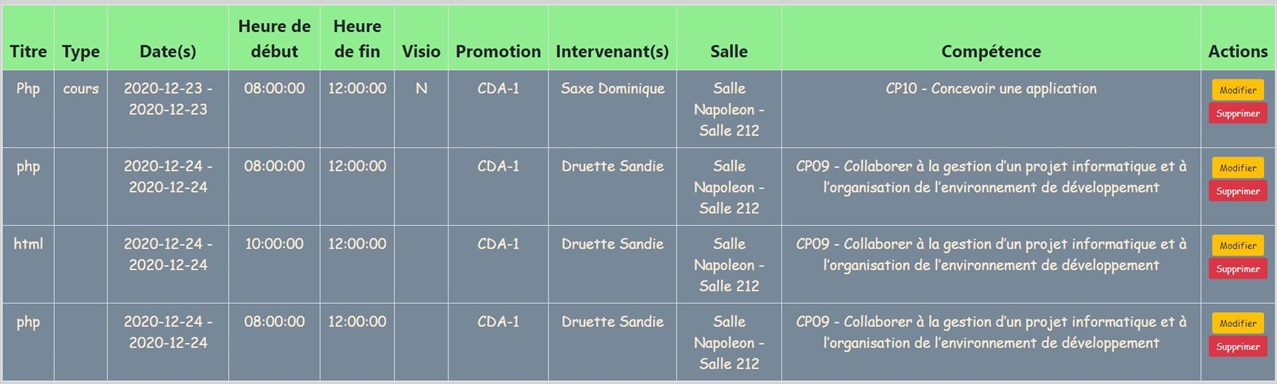 Titre Type Date(s) Heure de début Heure de fin Visio Promotion Intervenant(s) Salle Compétence Actions
Php cours 2020-12-23 - 08:00:00 12:00:00 N CDA-1 Saxe Dominique Salle CP10 - Concevoir une application Modifier
2020-12-23 Napoleon - Supprimer
Salle 212
php 2020-12-24 - 08:00:00 12:00:00 CDA-1 Druette Sandie Salle CP09 - Collaborer à la gestion d'un projet informatique et à Modifier
2020-12-24 Napoleon - l'organisation de l'environnement de développement Supprimer
Salle 212
html 2020-12-24 - 10:00:00 12:00:00 CDA-1 Druette Sandie Salle CP09 - Collaborer à la gestion d'un projet informatique et à Modifier
2020-12-24 Napoleon - l'organisation de l'environnement de développement Supprimer
Salle 212
php 2020-12-24 - 08:00:00 12:00:00 CDA-1 Druette Sandie Salle CP09 - Collaborer à la gestion d'un projet informatique et à Modifier
2020-12-24 Napoleon - l'organisation de l'environnement de développement Supprimer
Salle 212